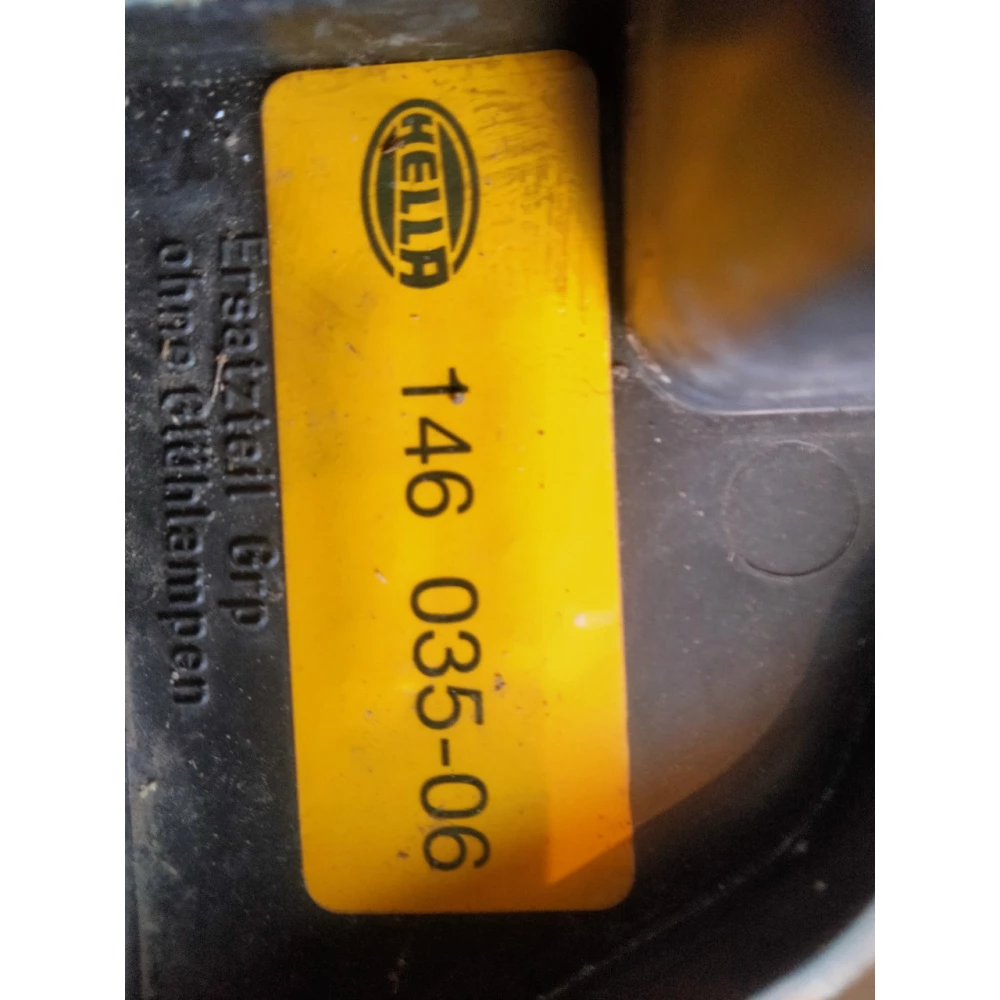 HELLA
146 035-06
Ersatzteil Grp
ohne Glühlampen